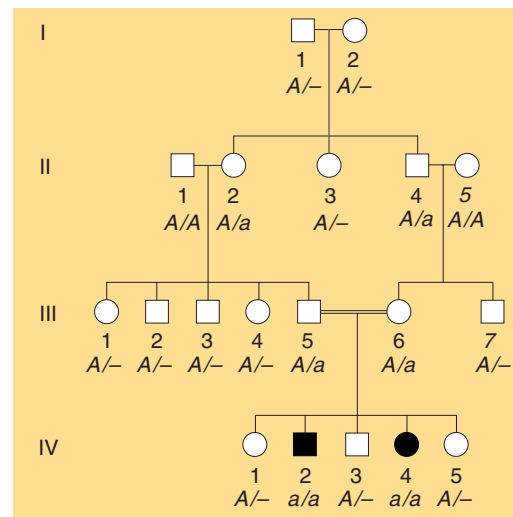 I
1 2
A/– A/–
II
1 2 3 4 5
A/A A/a A/– A/a A/A
III
1 2 3 4 5 6 7
A/– A/– A/– A/– A/a A/a A/–
IV
1 2 3 4 5
A/– a/a A/– a/a A/–